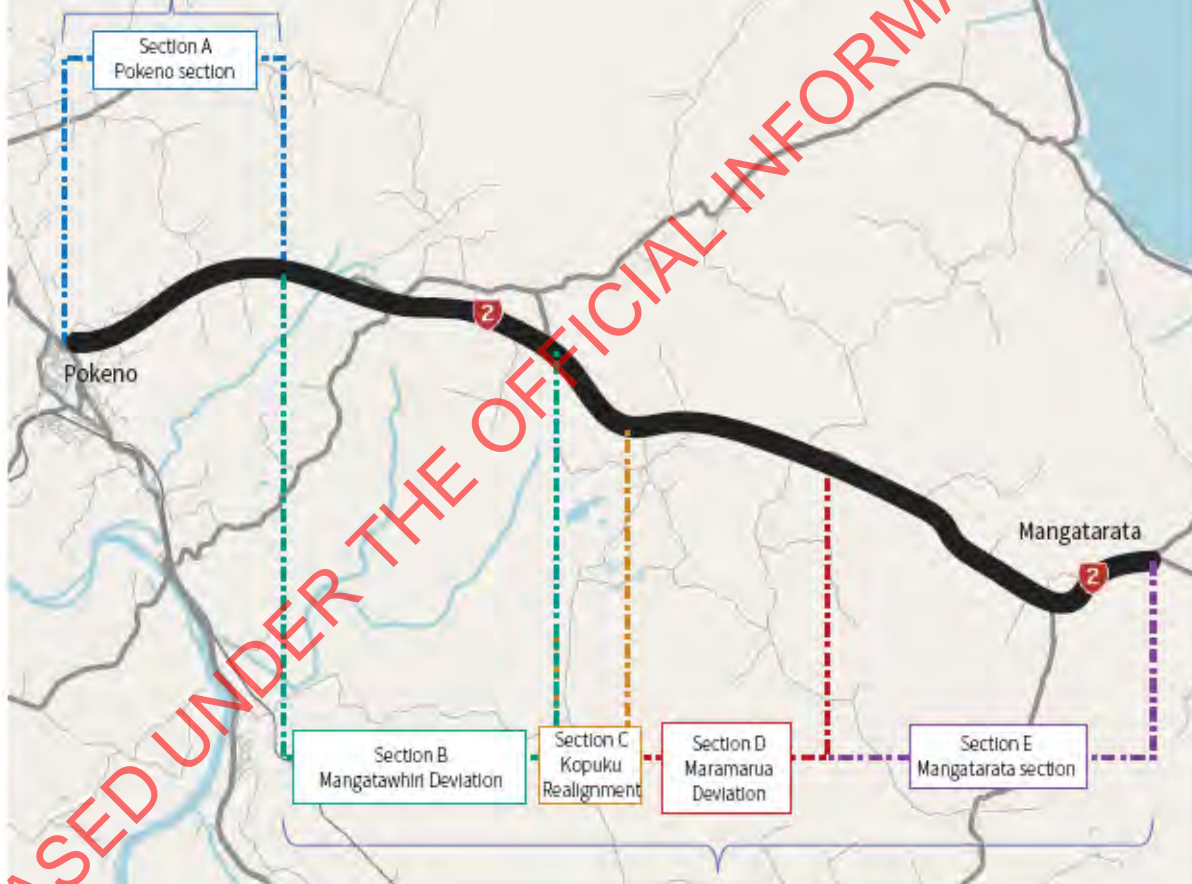 Section A
Pokeno section
2
Pokeno
Mangatarata
2
Section B
Mangatawhiri Deviation
Section C
Kopuku
Realignment
Section D
Maramarua
Deviation
Section E
Mangatarata section
ASED UNDER THE OFFICIAL INFORMA